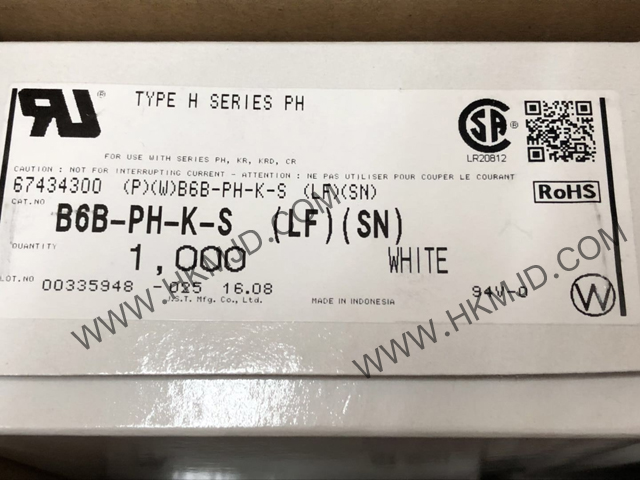 TYPE H SERIES PH
SA
LR20812
FOR USE WITH SERIES PH, KR, KRD, CR
CAUTION : NOT FOR INTERRUPTING CURRENT - ATTENTION : NE PAS UTILISER POUR COUPER LE COURANT
67434300 (P)(W)B6B-PH-K-S (LF)(SN)
RoHS
CAT.NO
B6B-PH-K-S (LF)(SN)
QUANTITY
1,000
WHITE
LOT.NO
00335948 -025 16.08
J.S.T. Mfg. Co., Ltd.
MADE IN INDONESIA
94V-0
W
WWW.HKMJD.COM
WWW.HKMJD.COM